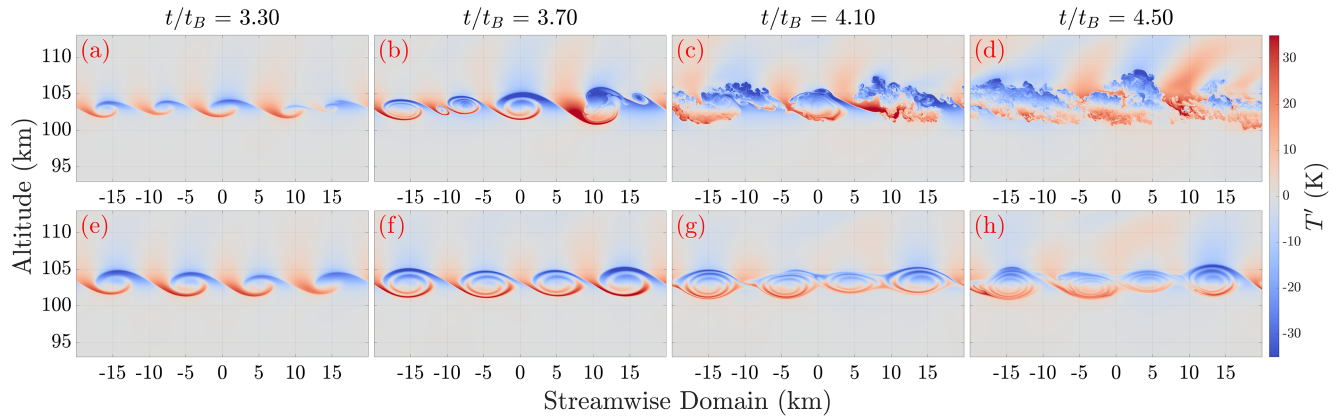 t/t_B = 3.30 t/t_B = 3.70 t/t_B = 4.10 t/t_B = 4.50
(a) (b) (c) (d)
110
105
100
95
-15 -10 -5 0 5 10 15 -15 -10 -5 0 5 10 15 -15 -10 -5 0 5 10 15 -15 -10 -5 0 5 10 15
(e) (f) (g) (h)
110
105
100
95
-15 -10 -5 0 5 10 15 -15 -10 -5 0 5 10 15 -15 -10 -5 0 5 10 15 -15 -10 -5 0 5 10 15
Altitude (km)
Streamwise Domain (km)
30
20
10
0
-10
-20
-30
T′ (K)